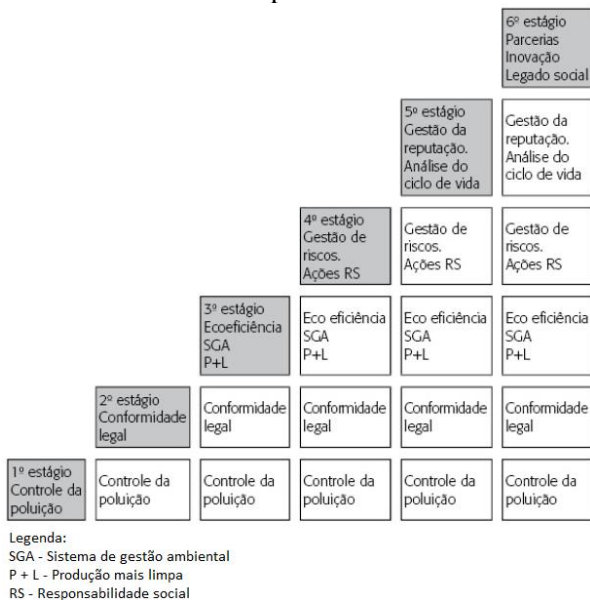 6º estágio
Parcerias
Inovação
Legado social
5º estágio
Gestão da
reputação.
Análise do
ciclo de vida
Gestão da
reputação.
Análise do
ciclo de vida
4º estágio
Gestão de
riscos.
Ações RS
Gestão de
riscos.
Ações RS
Gestão de
riscos.
Ações RS
3º estágio
Ecoeficiência
SGA
P+L
Eco eficiência
SGA
P+L
Eco eficiência
SGA
P+L
Eco eficiência
SGA
P+L
2º estágio
Conformidade
legal
Conformidade
legal
Conformidade
legal
Conformidade
legal
Conformidade
legal
1º estágio
Controle da
poluição
Controle da
poluição
Controle da
poluição
Controle da
poluição
Controle da
poluição
Controle da
poluição
Legenda:
SGA - Sistema de gestão ambiental
P + L - Produção mais limpa
RS - Responsabilidade social